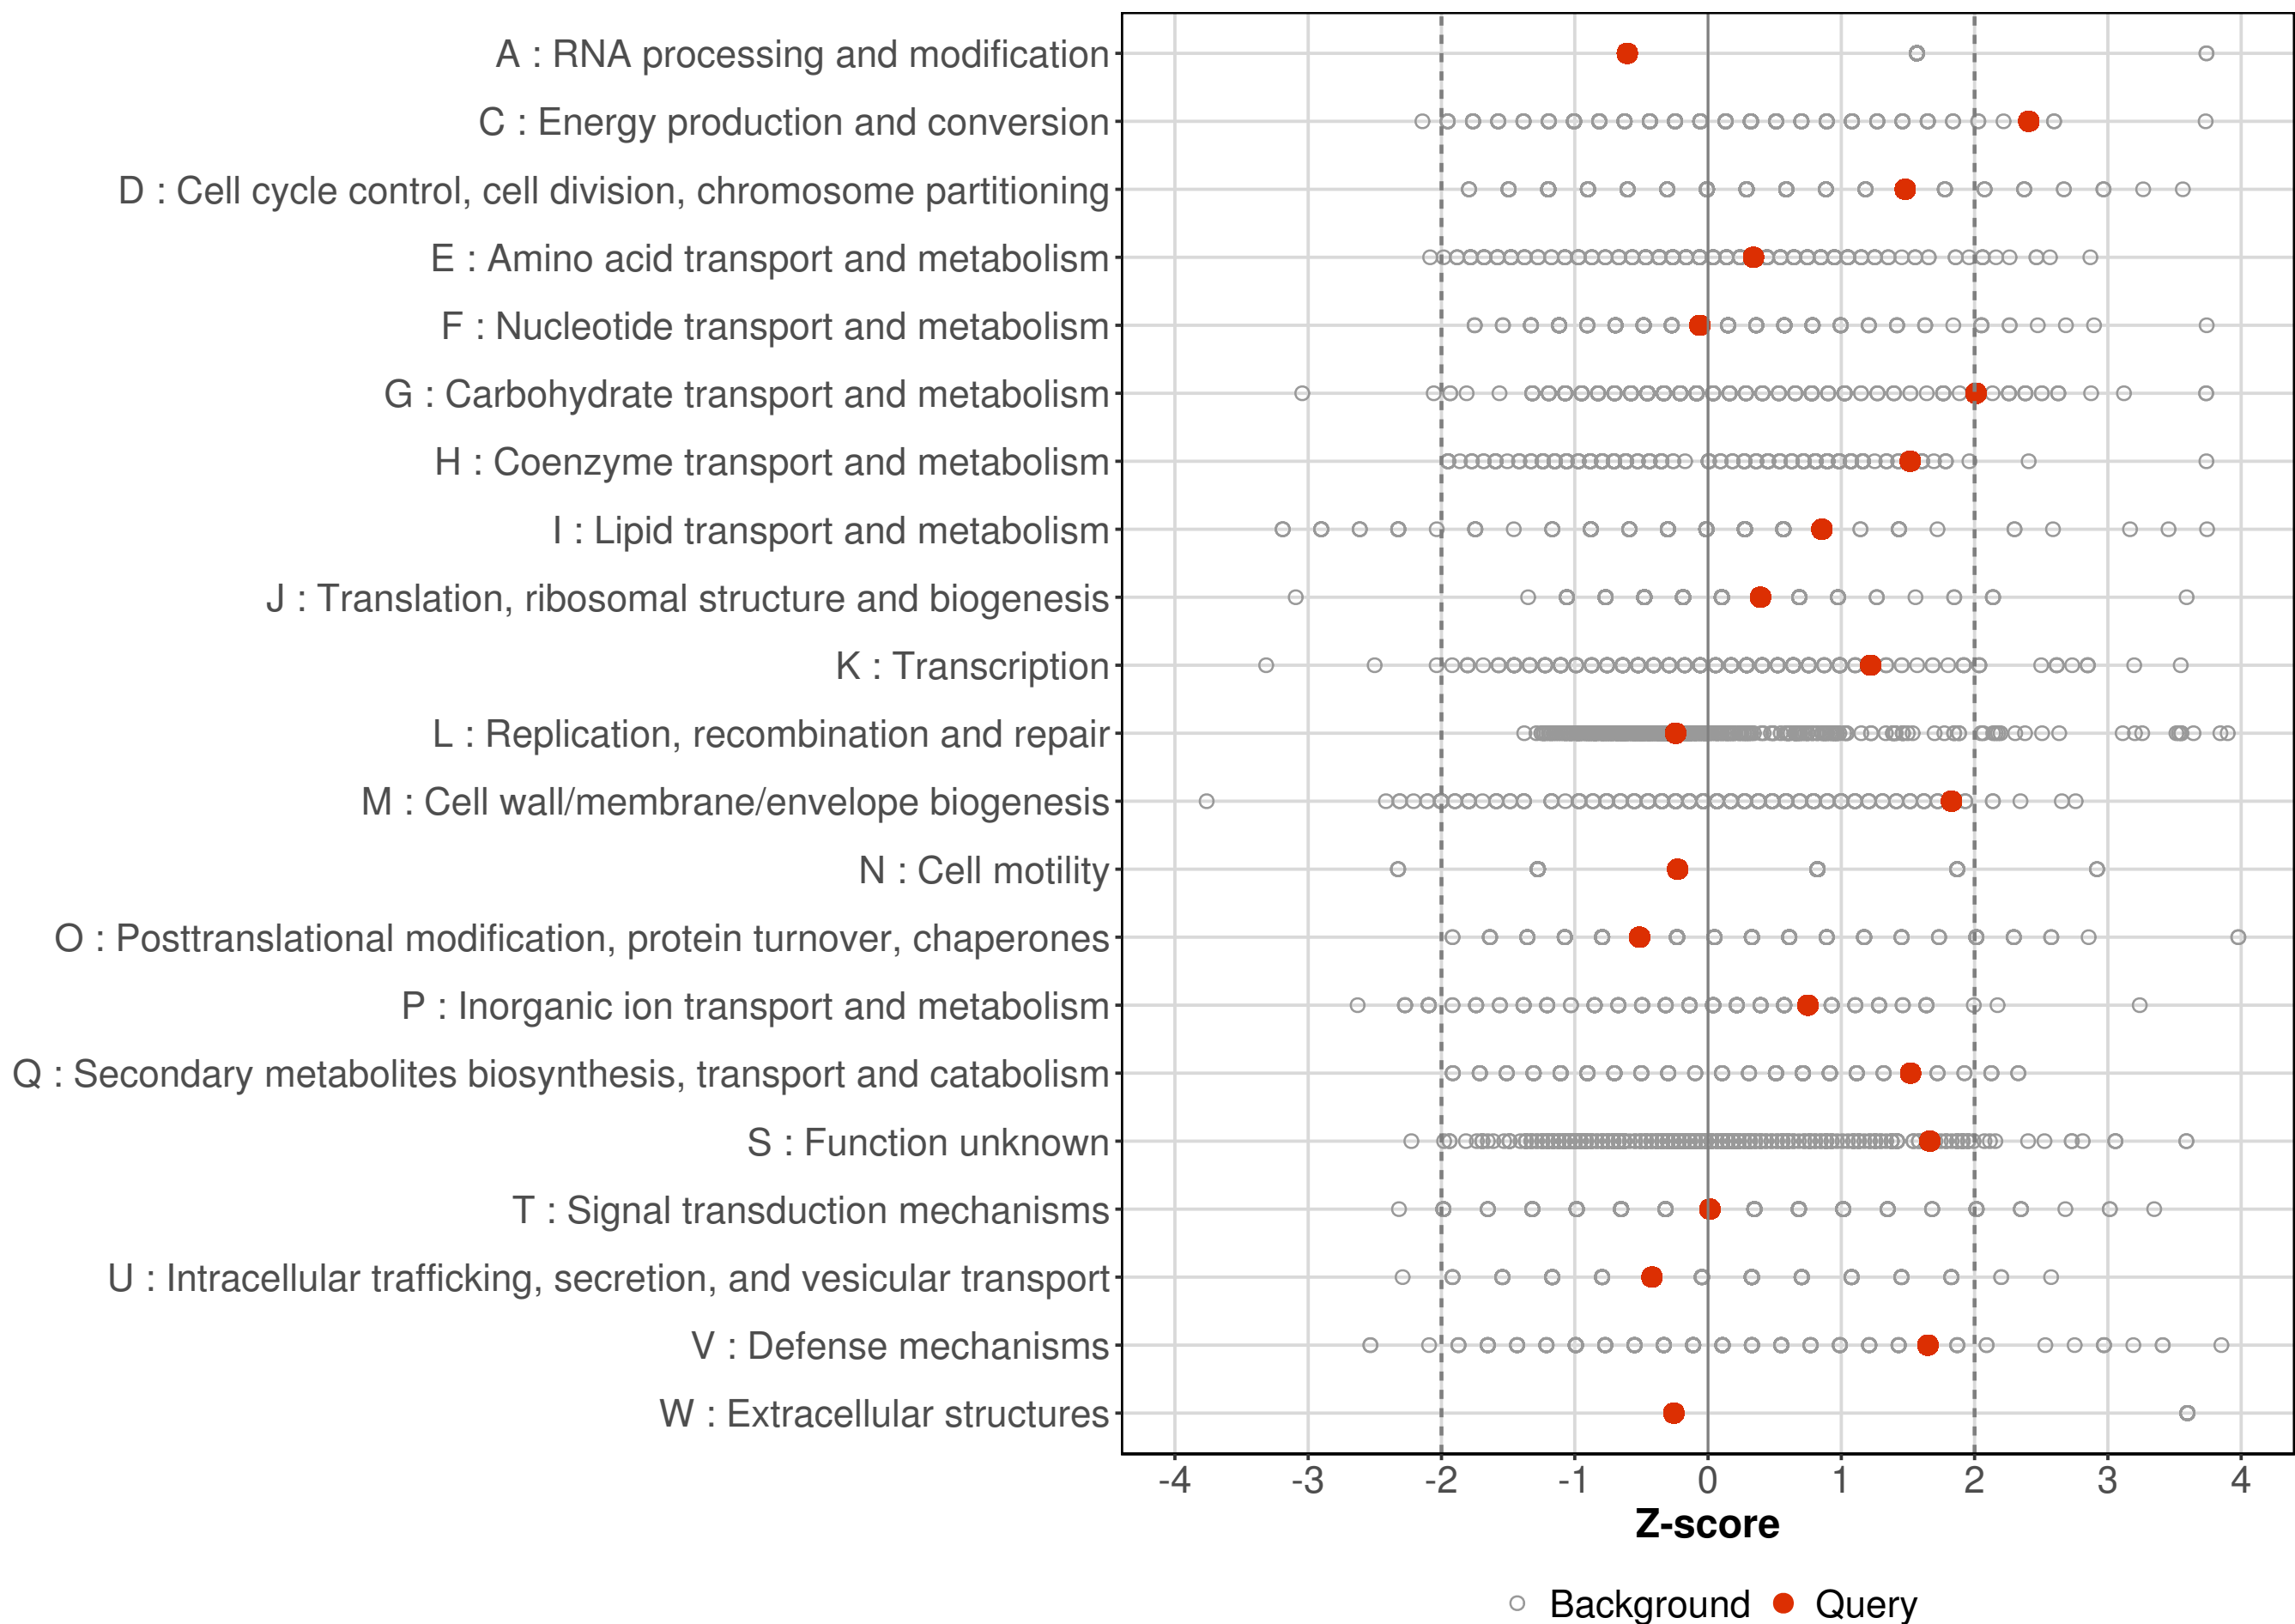 A : RNA processing and modification
C : Energy production and conversion
D : Cell cycle control, cell division, chromosome partitioning
E : Amino acid transport and metabolism
F : Nucleotide transport and metabolism
G : Carbohydrate transport and metabolism
H : Coenzyme transport and metabolism
I : Lipid transport and metabolism
J : Translation, ribosomal structure and biogenesis
K : Transcription
L : Replication, recombination and repair
M : Cell wall/membrane/envelope biogenesis
N : Cell motility
O : Posttranslational modification, protein turnover, chaperones
P : Inorganic ion transport and metabolism
Q : Secondary metabolites biosynthesis, transport and catabolism
S : Function unknown
T : Signal transduction mechanisms
U : Intracellular trafficking, secretion, and vesicular transport
V : Defense mechanisms
W : Extracellular structures
-4 -3 -2 -1 0 1 2 3 4
Z-score
Background Query